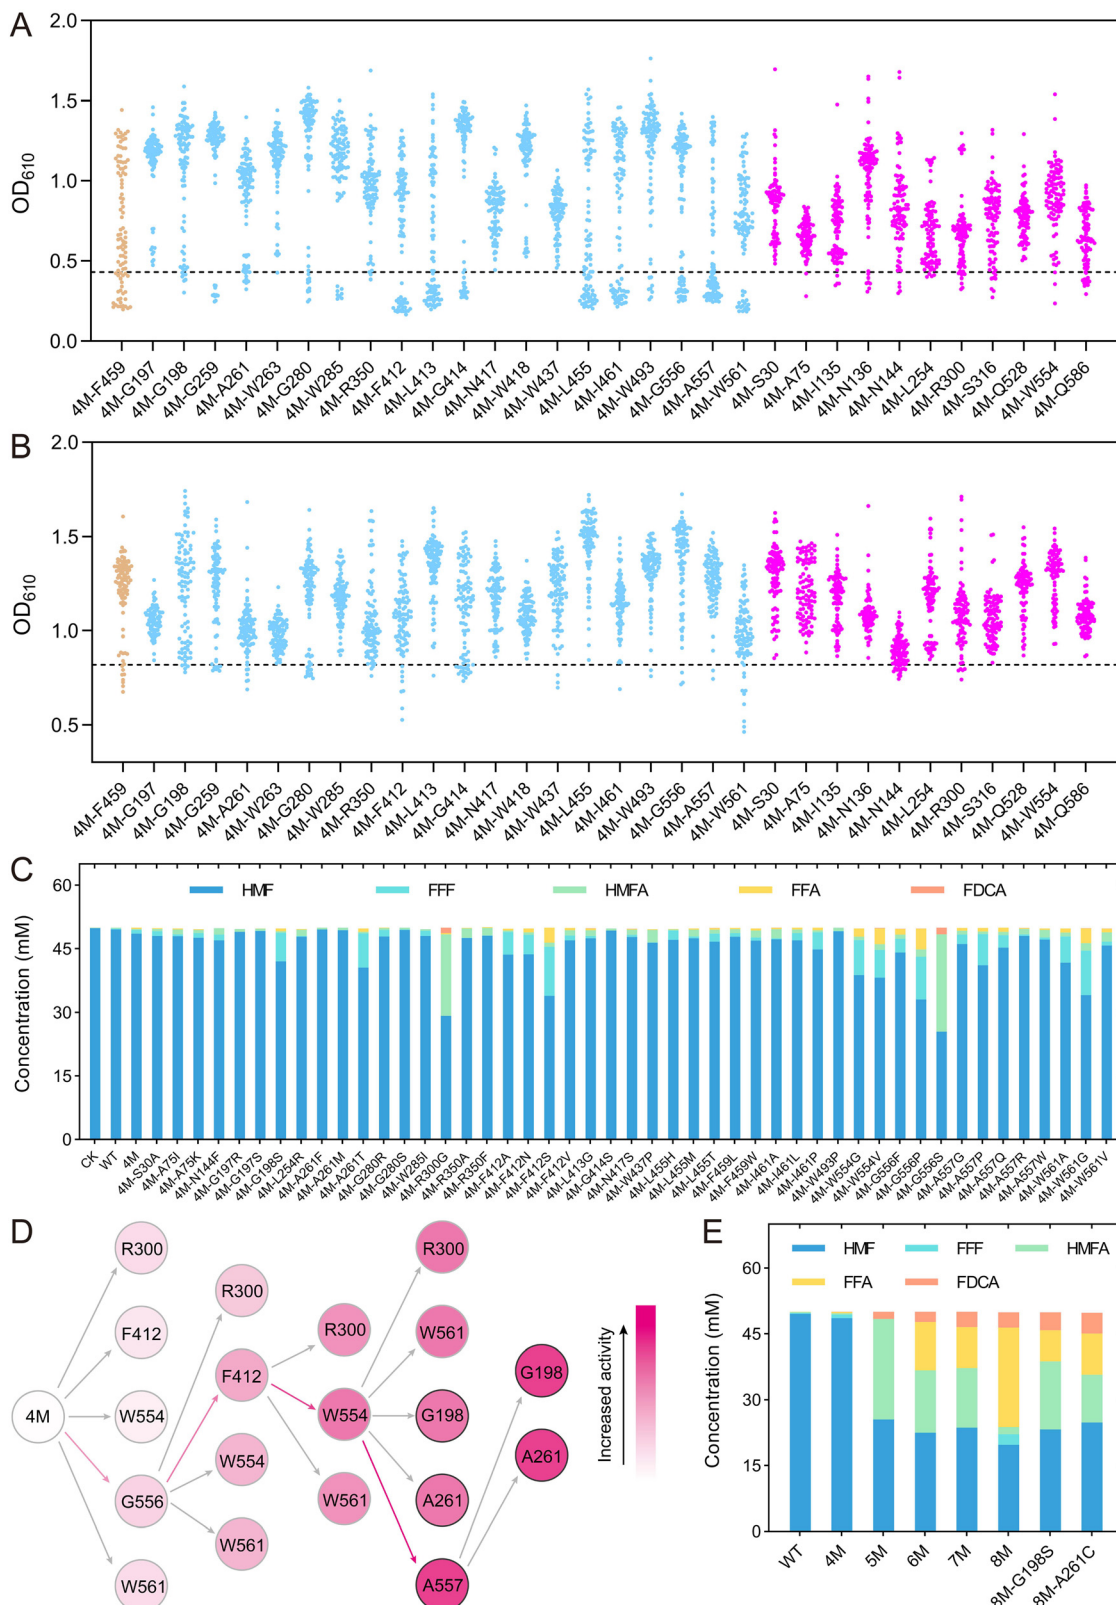 A
2.0
1.5
1.0
0.5
0.0
OD610
4M-F459
4M-G197
4M-G198
4M-G259
4M-A261
4M-W263
4M-G280
4M-W285
4M-R350
4M-F412
4M-L413
4M-G414
4M-N417
4M-W418
4M-W437
4M-L455
4M-I461
4M-W493
4M-G556
4M-A557
4M-W561
4M-S30
4M-A75
4M-I135
4M-N136
4M-N144
4M-L254
4M-R300
4M-S316
4M-Q528
4M-W554
4M-Q586
B
2.0
1.5
1.0
0.5
OD610
4M-F459
4M-G197
4M-G198
4M-G259
4M-A261
4M-W263
4M-G280
4M-W285
4M-R350
4M-F412
4M-L413
4M-G414
4M-N417
4M-W418
4M-W437
4M-L455
4M-I461
4M-W493
4M-G556
4M-A557
4M-W561
4M-S30
4M-A75
4M-I135
4M-N136
4M-N144
4M-L254
4M-R300
4M-S316
4M-Q528
4M-W554
4M-Q586
C
HMF FFF HMFA FFA FDCA
60
45
30
15
0
Concentration (mM)
CK
WT
4M
4M-S30A
4M-A75I
4M-A75K
4M-N144F
4M-G197R
4M-G197S
4M-G198S
4M-L254R
4M-A261F
4M-A261M
4M-A261T
4M-G280R
4M-G280S
4M-W285I
4M-R300G
4M-R350A
4M-R350F
4M-F412A
4M-F412N
4M-F412S
4M-F412V
4M-L413G
4M-G414S
4M-N417S
4M-W437P
4M-L455H
4M-L455M
4M-L455T
4M-F459L
4M-F459W
4M-I461A
4M-I461L
4M-I461P
4M-W493P
4M-W554G
4M-W554V
4M-G556F
4M-G556P
4M-G556S
4M-A557G
4M-A557P
4M-A557Q
4M-A557R
4M-A557W
4M-W561A
4M-W561G
4M-W561V
D
R300
F412
W554
G556
W561
4M
R300
F412
W554
W561
R300
W554
W561
R300
W561
G198
A261
A557
G198
A261
Increased activity
E
HMF FFF HMFA
FFA FDCA
60
45
30
15
0
Concentration (mM)
WT
4M
5M
6M
7M
8M
8M-G198S
8M-A261C